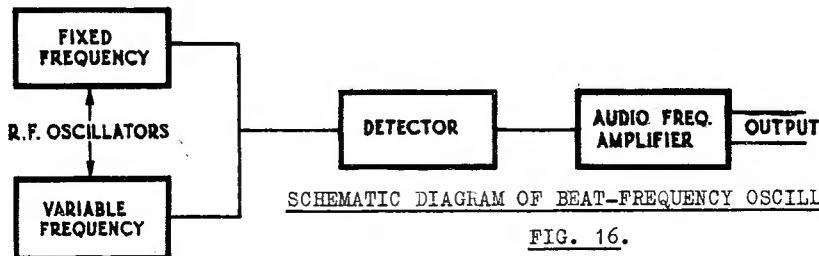 FIXED
FREQUENCY
R.F. OSCILLATORS
VARIABLE
FREQUENCY
DETECTOR
AUDIO FREQ.
AMPLIFIER
OUTPUT
SCHEMATIC DIAGRAM OF BEAT-FREQUENCY OSCILL
FIG. 16.